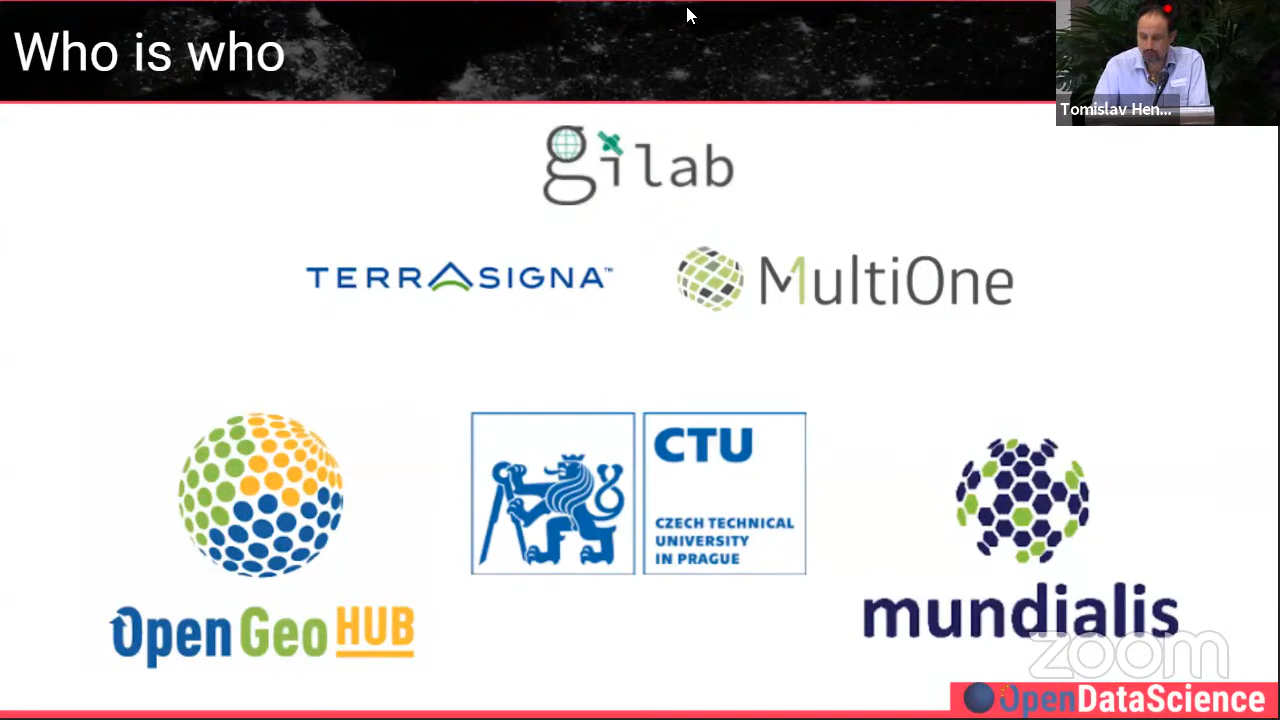 Who is who
Tomislav Hen...
gilab
TERRASIGNA™
MultiOne
CTU
CZECH TECHNICAL
UNIVERSITY
IN PRAGUE
OpenGeoHUB
mundialis
zoom
OpenDataScience